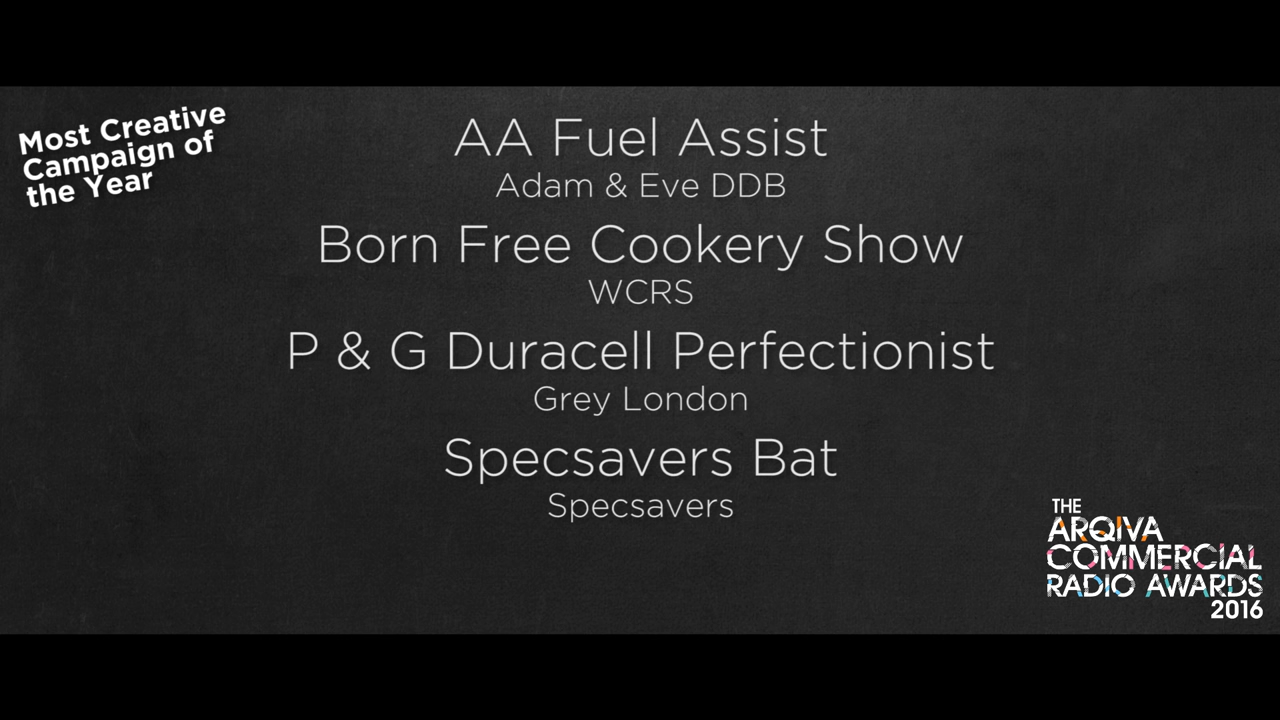 Most Creative
Campaign of
the Year
AA Fuel Assist
Adam & Eve DDB
Born Free Cookery Show
WCRS
P & G Duracell Perfectionist
Grey London
Specsavers Bat
Specsavers
THE
ARQIVA
COMMERCIAL
RADIO AWARDS
2016